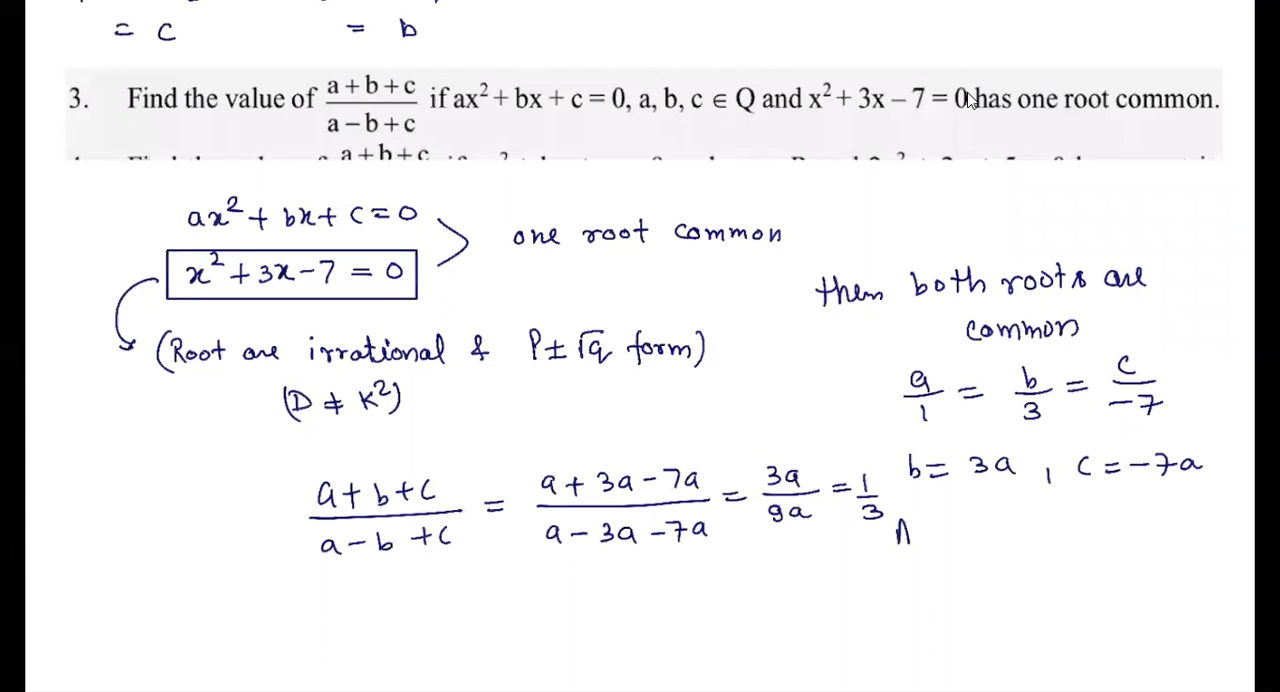 = c = b
3. Find the value of a + b + c / a − b + c if ax² + bx + c = 0, a, b, c ∈ Q and x² + 3x − 7 = 0 has one root common.
a + b + c
ax² + bx + c = 0
one root common
x² + 3x - 7 = 0
then both roots are
common
(Root are irrational & P ± √q form)
(D ≠ K²)
a/1 = b/3 = c/-7
b = 3a , c = -7a
a + b + c / a - b + c = a + 3a - 7a / a - 3a - 7a = 3a / 9a = 1/3